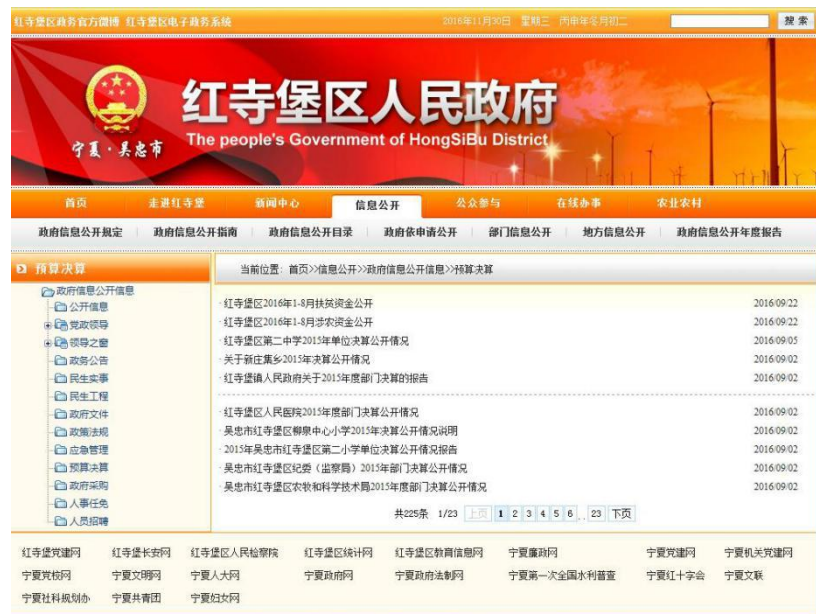 红寺堡区政务官方微博 红寺堡区电子政务系统 2016年11月30日 星期三 丙申年冬月初二 搜索
红寺堡区人民政府
The people's Government of HongSiBu District
宁夏·吴忠市
首页 走进红寺堡 新闻中心 信息公开 公众参与 在线办事 农业农村
政府信息公开规定 政府信息公开指南 政府信息公开目录 政府依申请公开 部门信息公开 地方信息公开 政府信息公开年度报告
预算决算
政府信息公开信息
公开信息
党政领导
领导之窗
政务公告
民生实事
民生工程
政府文件
政策法规
应急管理
预算决算
政府采购
人事任免
人员招聘
当前位置: 首页>>信息公开>>政府信息公开信息>>预算决算
·红寺堡区2016年1-8月扶贫资金公开 2016/09/22
·红寺堡区2016年1-8月涉农资金公开 2016/09/22
·红寺堡区第二中学2015年单位决算公开情况 2016/09/05
·关于新庄集乡2015年决算公开情况 2016/09/02
·红寺堡镇人民政府关于2015年度部门决算的报告 2016/09/02
·红寺堡区人民医院2015年度部门决算公开情况 2016/09/02
·吴忠市红寺堡区柳泉中心小学2015年决算公开情况说明 2016/09/02
·2015年吴忠市红寺堡区第二小学单位决算公开情况报告 2016/09/02
·吴忠市红寺堡区纪委（监察局）2015年部门决算公开情况 2016/09/02
·吴忠市红寺堡区农牧和科学技术局2015年度部门决算公开情况 2016/09/02
共225条 1/23 上页 1 2 3 4 5 6 .. 23 下页
红寺堡党建网 红寺堡长安网 红寺堡区人民检察院 红寺堡区统计网 红寺堡区教育信息网 宁夏廉政网 宁夏党建网 宁夏机关党建网
宁夏党校网 宁夏文明网 宁夏人大网 宁夏政府网 宁夏政府法制网 宁夏第一次全国水利普查 宁夏红十字会 宁夏文联
宁夏社科规划办 宁夏共青团 宁夏妇女网